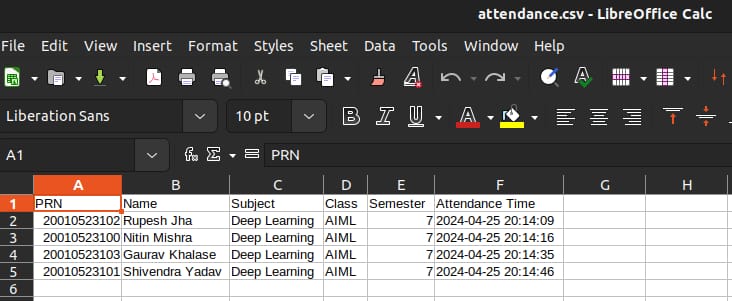 attendance.csv - LibreOffice Calc
File Edit View Insert Format Styles Sheet Data Tools Window Help
Liberation Sans 10 pt B I U A
A1 fx Σ = PRN
A B C D E F G H
1 PRN Name Subject Class Semester Attendance Time
2 20010523102 Rupesh Jha Deep Learning AIML 7 2024-04-25 20:14:09
3 20010523100 Nitin Mishra Deep Learning AIML 7 2024-04-25 20:14:16
4 20010523103 Gaurav Khalase Deep Learning AIML 7 2024-04-25 20:14:35
5 20010523101 Shivendra Yadav Deep Learning AIML 7 2024-04-25 20:14:46
6